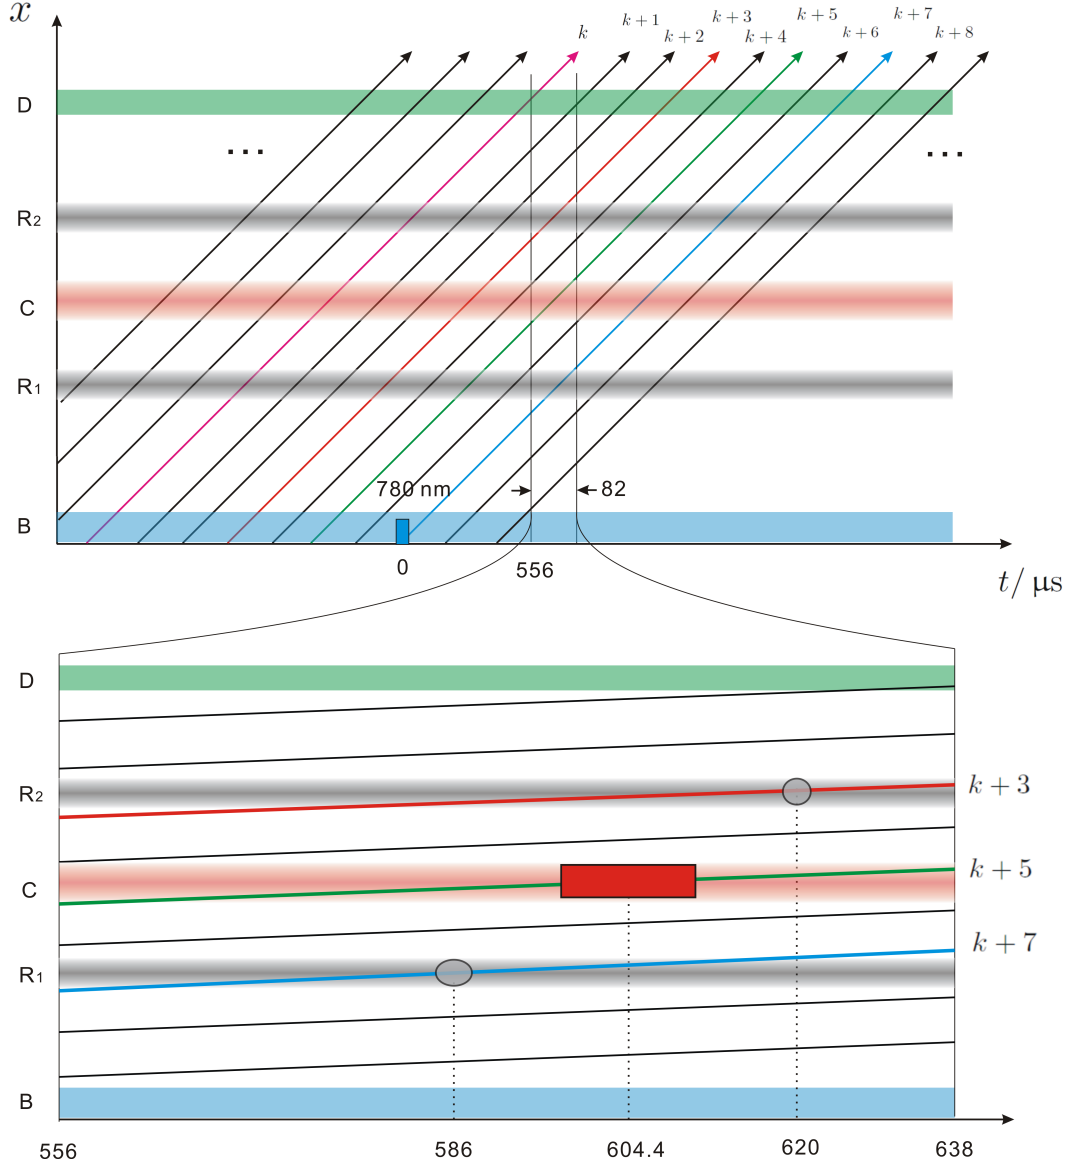 x
k
k + 1
k + 2
k + 3
k + 4
k + 5
k + 6
k + 7
k + 8
D
...
...
R2
C
R1
780 nm
82
B
0
556
t/ µs
D
R2
k + 3
C
k + 5
k + 7
R1
B
556
586
604.4
620
638